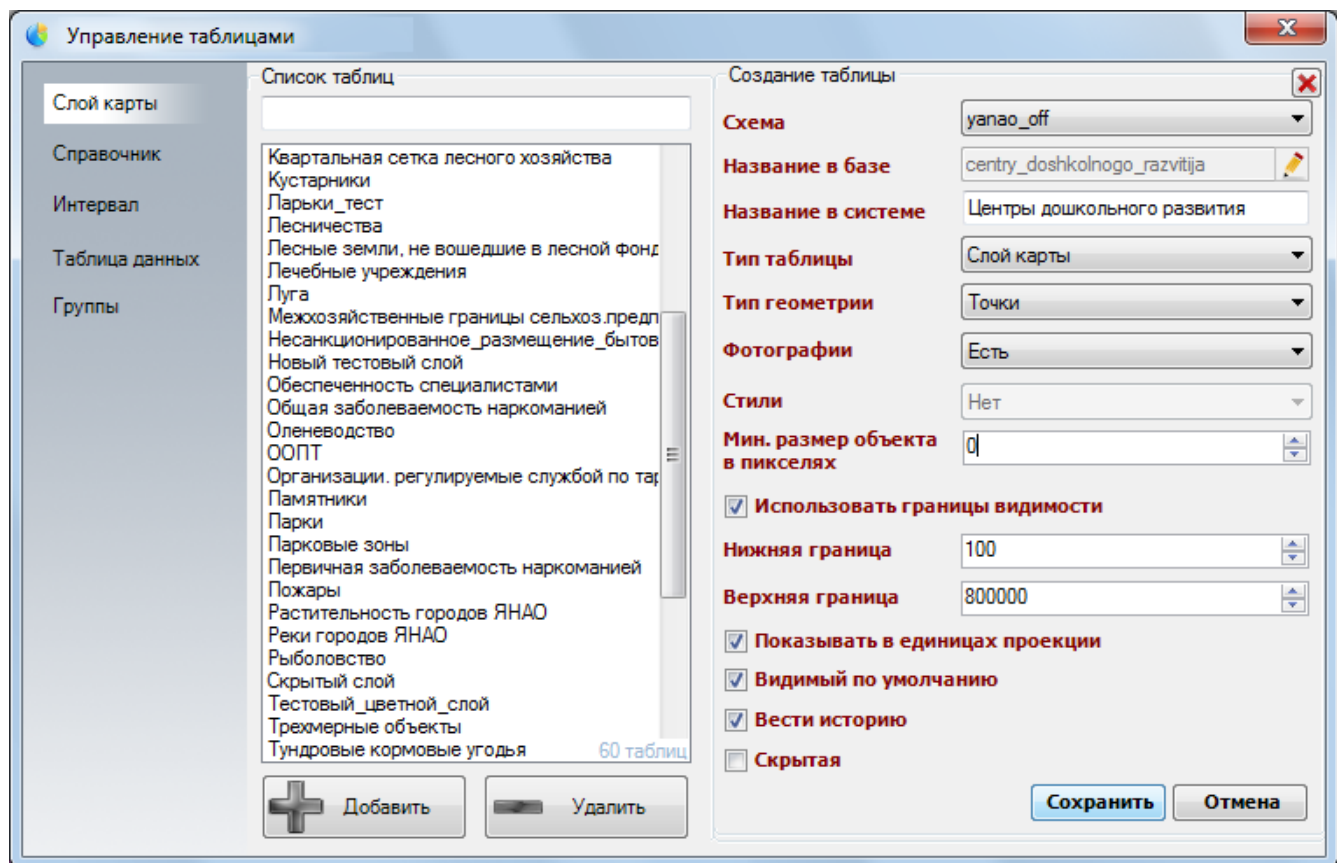 Управление таблицами
Слой карты
Справочник
Интервал
Таблица данных
Группы
Список таблиц
Квартальная сетка лесного хозяйства
Кустарники
Ларьки_тест
Лесничества
Лесные земли, не вошедшие в лесной фонд
Лечебные учреждения
Луга
Межхозяйственные границы сельхоз.предп
Несанкционированное_размещение_бытов
Новый тестовый слой
Обеспеченность специалистами
Общая заболеваемость наркоманией
Оленеводство
ООПТ
Организации. регулируемые службой по тар
Памятники
Парки
Парковые зоны
Первичная заболеваемость наркоманией
Пожары
Растительность городов ЯНАО
Реки городов ЯНАО
Рыболовство
Скрытый слой
Тестовый_цветной_слой
Трехмерные объекты
Тундровые кормовые угодья 60 таблиц
Добавить Удалить
Создание таблицы
Схема yanao_off
Название в базе centry_doshkolnogo_razvitija
Название в системе Центры дошкольного развития
Тип таблицы Слой карты
Тип геометрии Точки
Фотографии Есть
Стили Нет
Мин. размер объекта
в пикселях 0
Использовать границы видимости
Нижняя граница 100
Верхняя граница 800000
Показывать в единицах проекции
Видимый по умолчанию
Вести историю
Скрытая
Сохранить Отмена